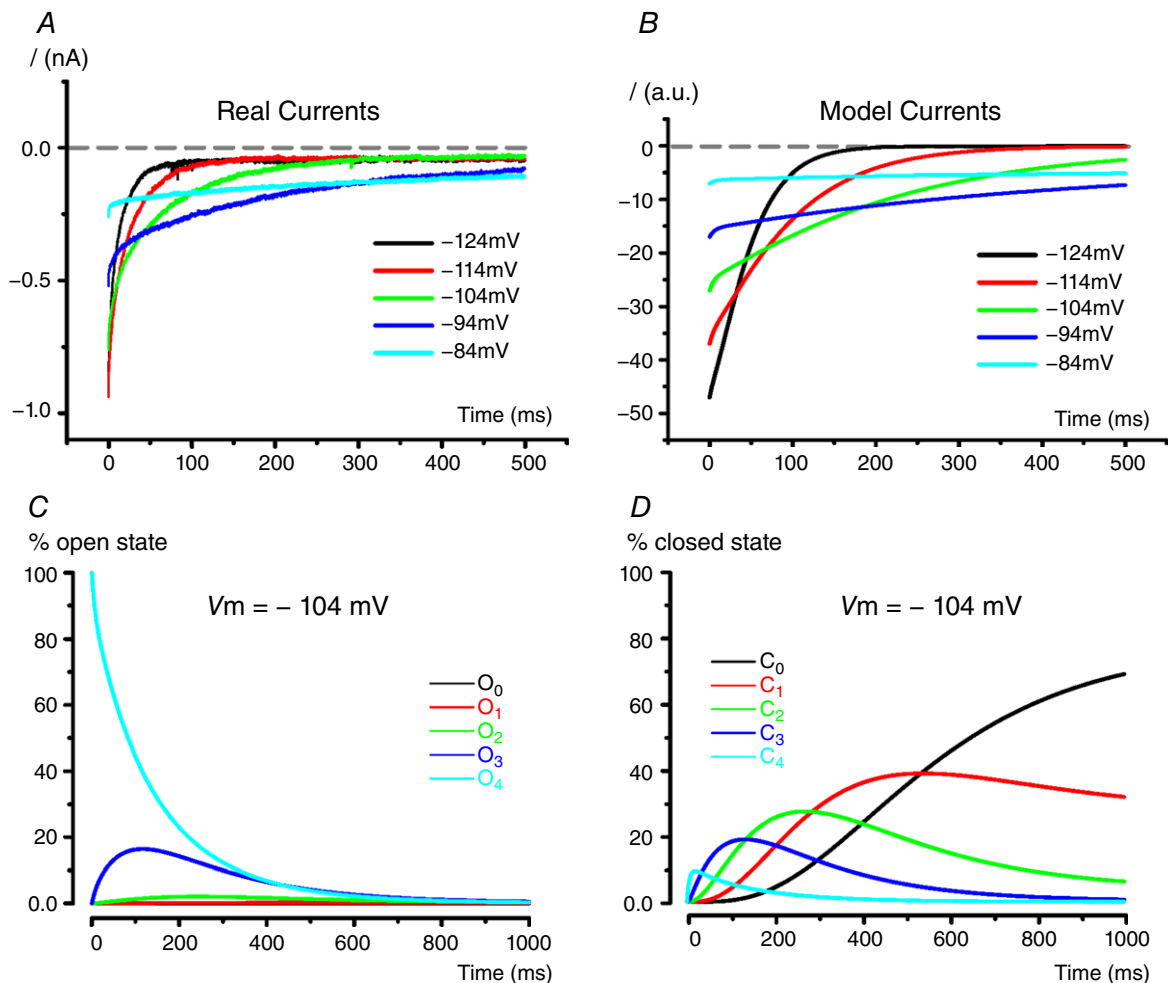 A
I (nA)
Real Currents
0.0
−0.5
−1.0
−124mV
−114mV
−104mV
−94mV
−84mV
Time (ms)
0 100 200 300 400 500
B
I (a.u.)
Model Currents
0
−10
−20
−30
−40
−50
−124mV
−114mV
−104mV
−94mV
−84mV
Time (ms)
0 100 200 300 400 500
C
% open state
Vm = − 104 mV
100
80
60
40
20
0.0
O0
O1
O2
O3
O4
0 200 400 600 800 1000
Time (ms)
D
% closed state
Vm = − 104 mV
100
80
60
40
20
0.0
C0
C1
C2
C3
C4
0 200 400 600 800 1000
Time (ms)